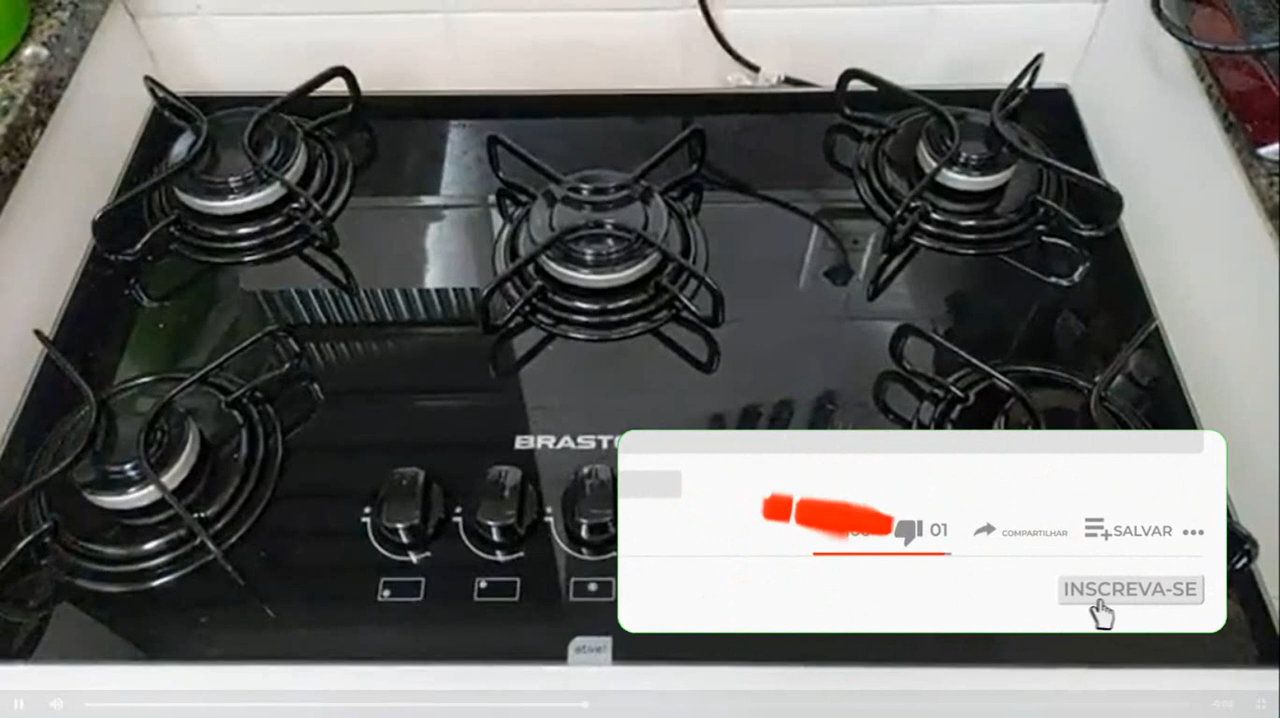 BRASTE
01
COMPARTILHAR
SALVAR
INSCREVA-SE
ative!